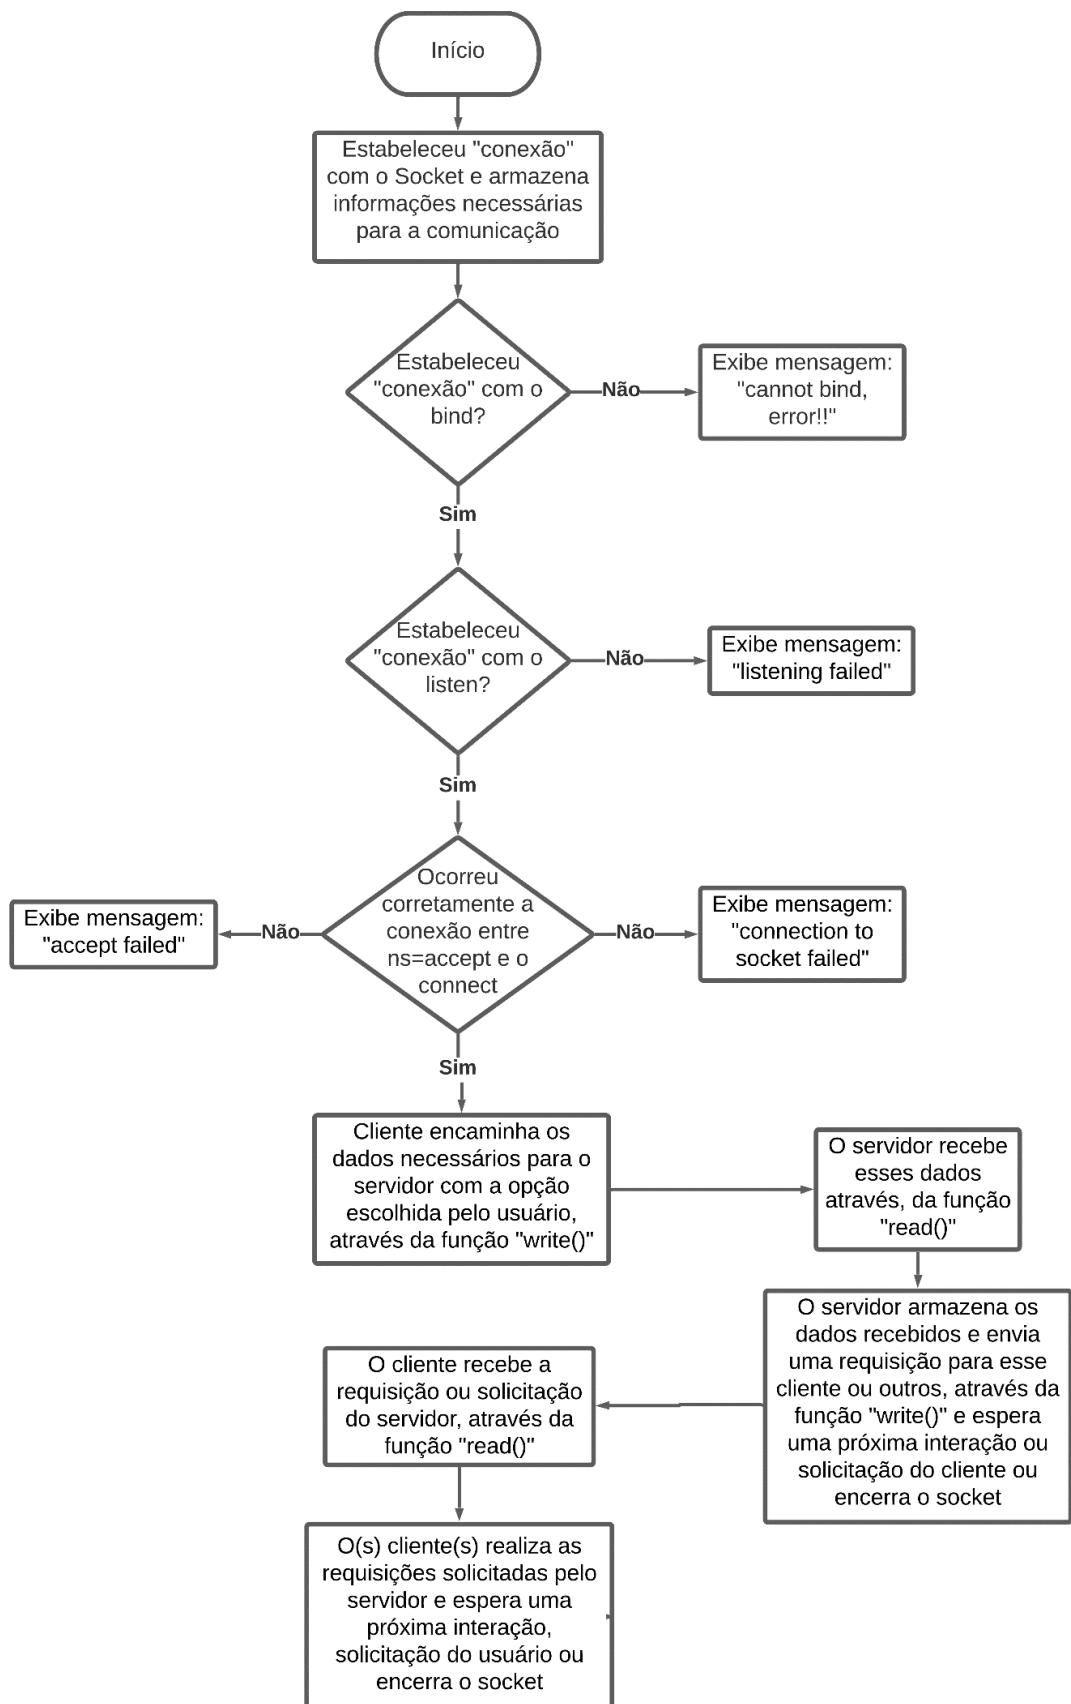 Início
Estabeleceu "conexão"
com o Socket e armazena
informações necessárias
para a comunicação
Estabeleceu
"conexão" com o
bind?
Não
Exibe mensagem:
"cannot bind,
error!!"
Sim
Estabeleceu
"conexão" com o
listen?
Não
Exibe mensagem:
"listening failed"
Sim
Ocorreu
corretamente a
conexão entre
ns=accept e o
connect
Não
Exibe mensagem:
"accept failed"
Não
Exibe mensagem:
"connection to
socket failed"
Sim
Cliente encaminha os
dados necessários para o
servidor com a opção
escolhida pelo usuário,
através da função "write()"
O servidor recebe
esses dados
através, da função
"read()"
O servidor armazena os
dados recebidos e envia
uma requisição para esse
cliente ou outros, através da
função "write()" e espera
uma próxima interação ou
solicitação do cliente ou
encerra o socket
O cliente recebe a
requisição ou solicitação
do servidor, através da
função "read()"
O(s) cliente(s) realiza as
requisições solicitadas pelo
servidor e espera uma
próxima interação,
solicitação do usuário ou
encerra o socket